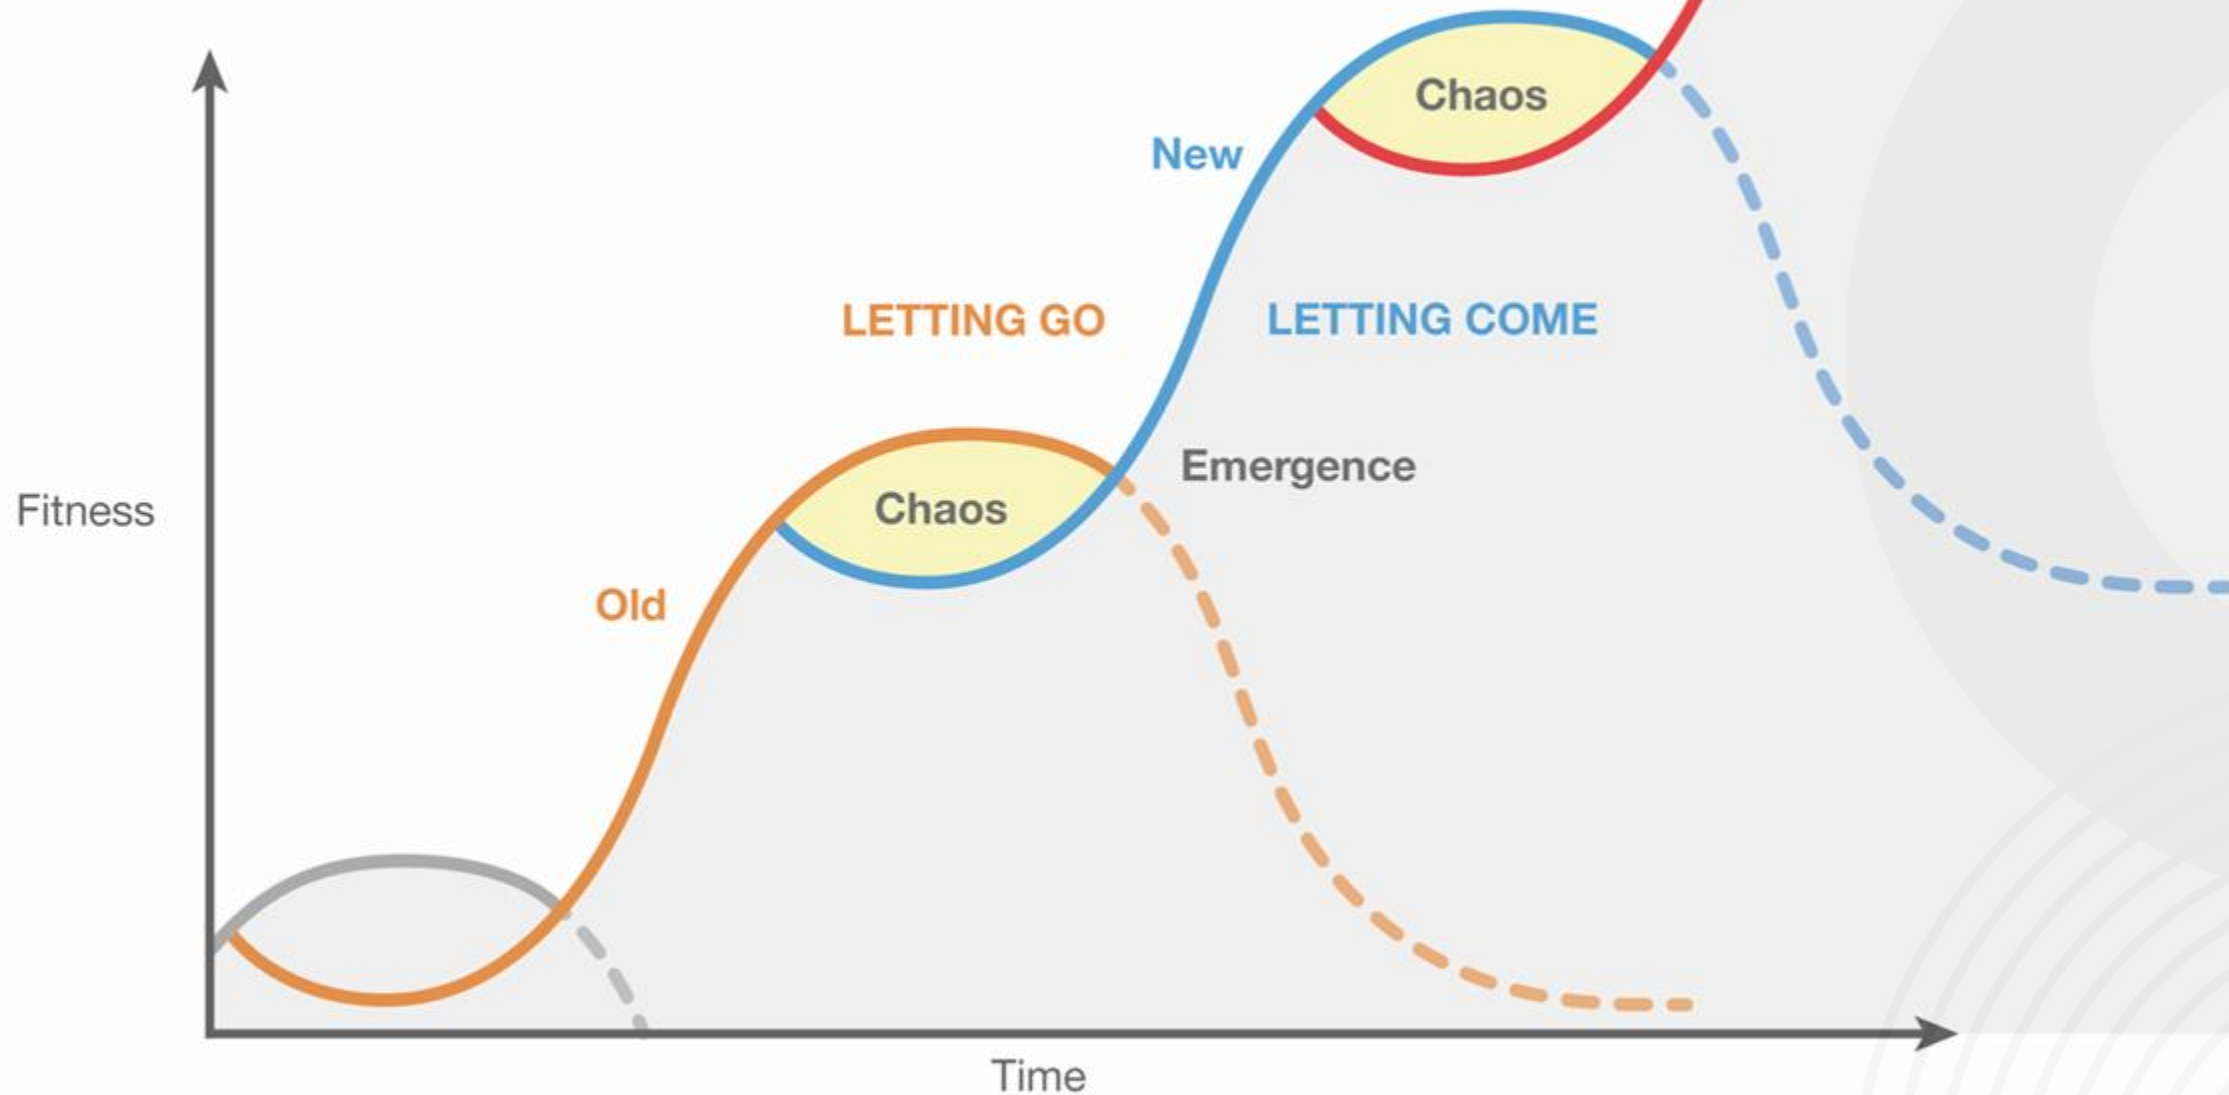 Chaos
New
LETTING GO
LETTING COME
Emergence
Chaos
Fitness
Old
Time